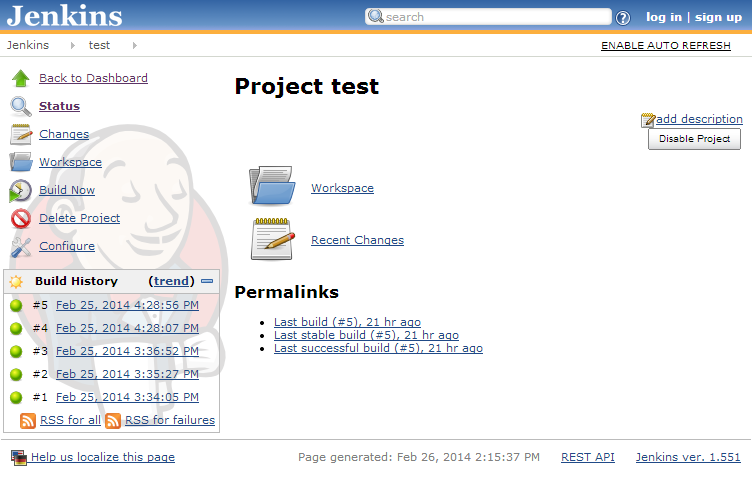 Jenkins
search
log in | sign up
Jenkins test
ENABLE AUTO REFRESH
Back to Dashboard
Status
Changes
Workspace
Build Now
Delete Project
Configure
Build History (trend)
#5 Feb 25, 2014 4:28:56 PM
#4 Feb 25, 2014 4:28:07 PM
#3 Feb 25, 2014 3:36:52 PM
#2 Feb 25, 2014 3:35:27 PM
#1 Feb 25, 2014 3:34:05 PM
RSS for all RSS for failures
Project test
add description
Disable Project
Workspace
Recent Changes
Permalinks
Last build (#5), 21 hr ago
Last stable build (#5), 21 hr ago
Last successful build (#5), 21 hr ago
Help us localize this page
Page generated: Feb 26, 2014 2:15:37 PM
REST API
Jenkins ver. 1.551